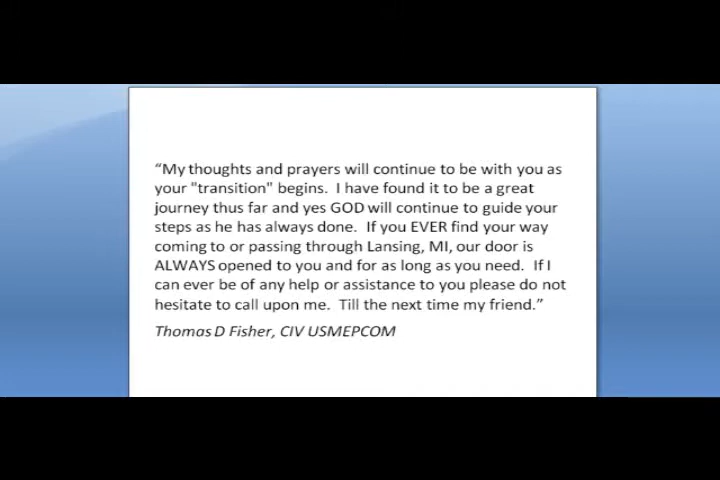 “My thoughts and prayers will continue to be with you as
your "transition" begins.  I have found it to be a great
journey thus far and yes GOD will continue to guide your
steps as he has always done.  If you EVER find your way
coming to or passing through Lansing, MI, our door is
ALWAYS opened to you and for as long as you need.  If I
can ever be of any help or assistance to you please do not
hesitate to call upon me.  Till the next time my friend.”
Thomas D Fisher, CIV USMEPCOM